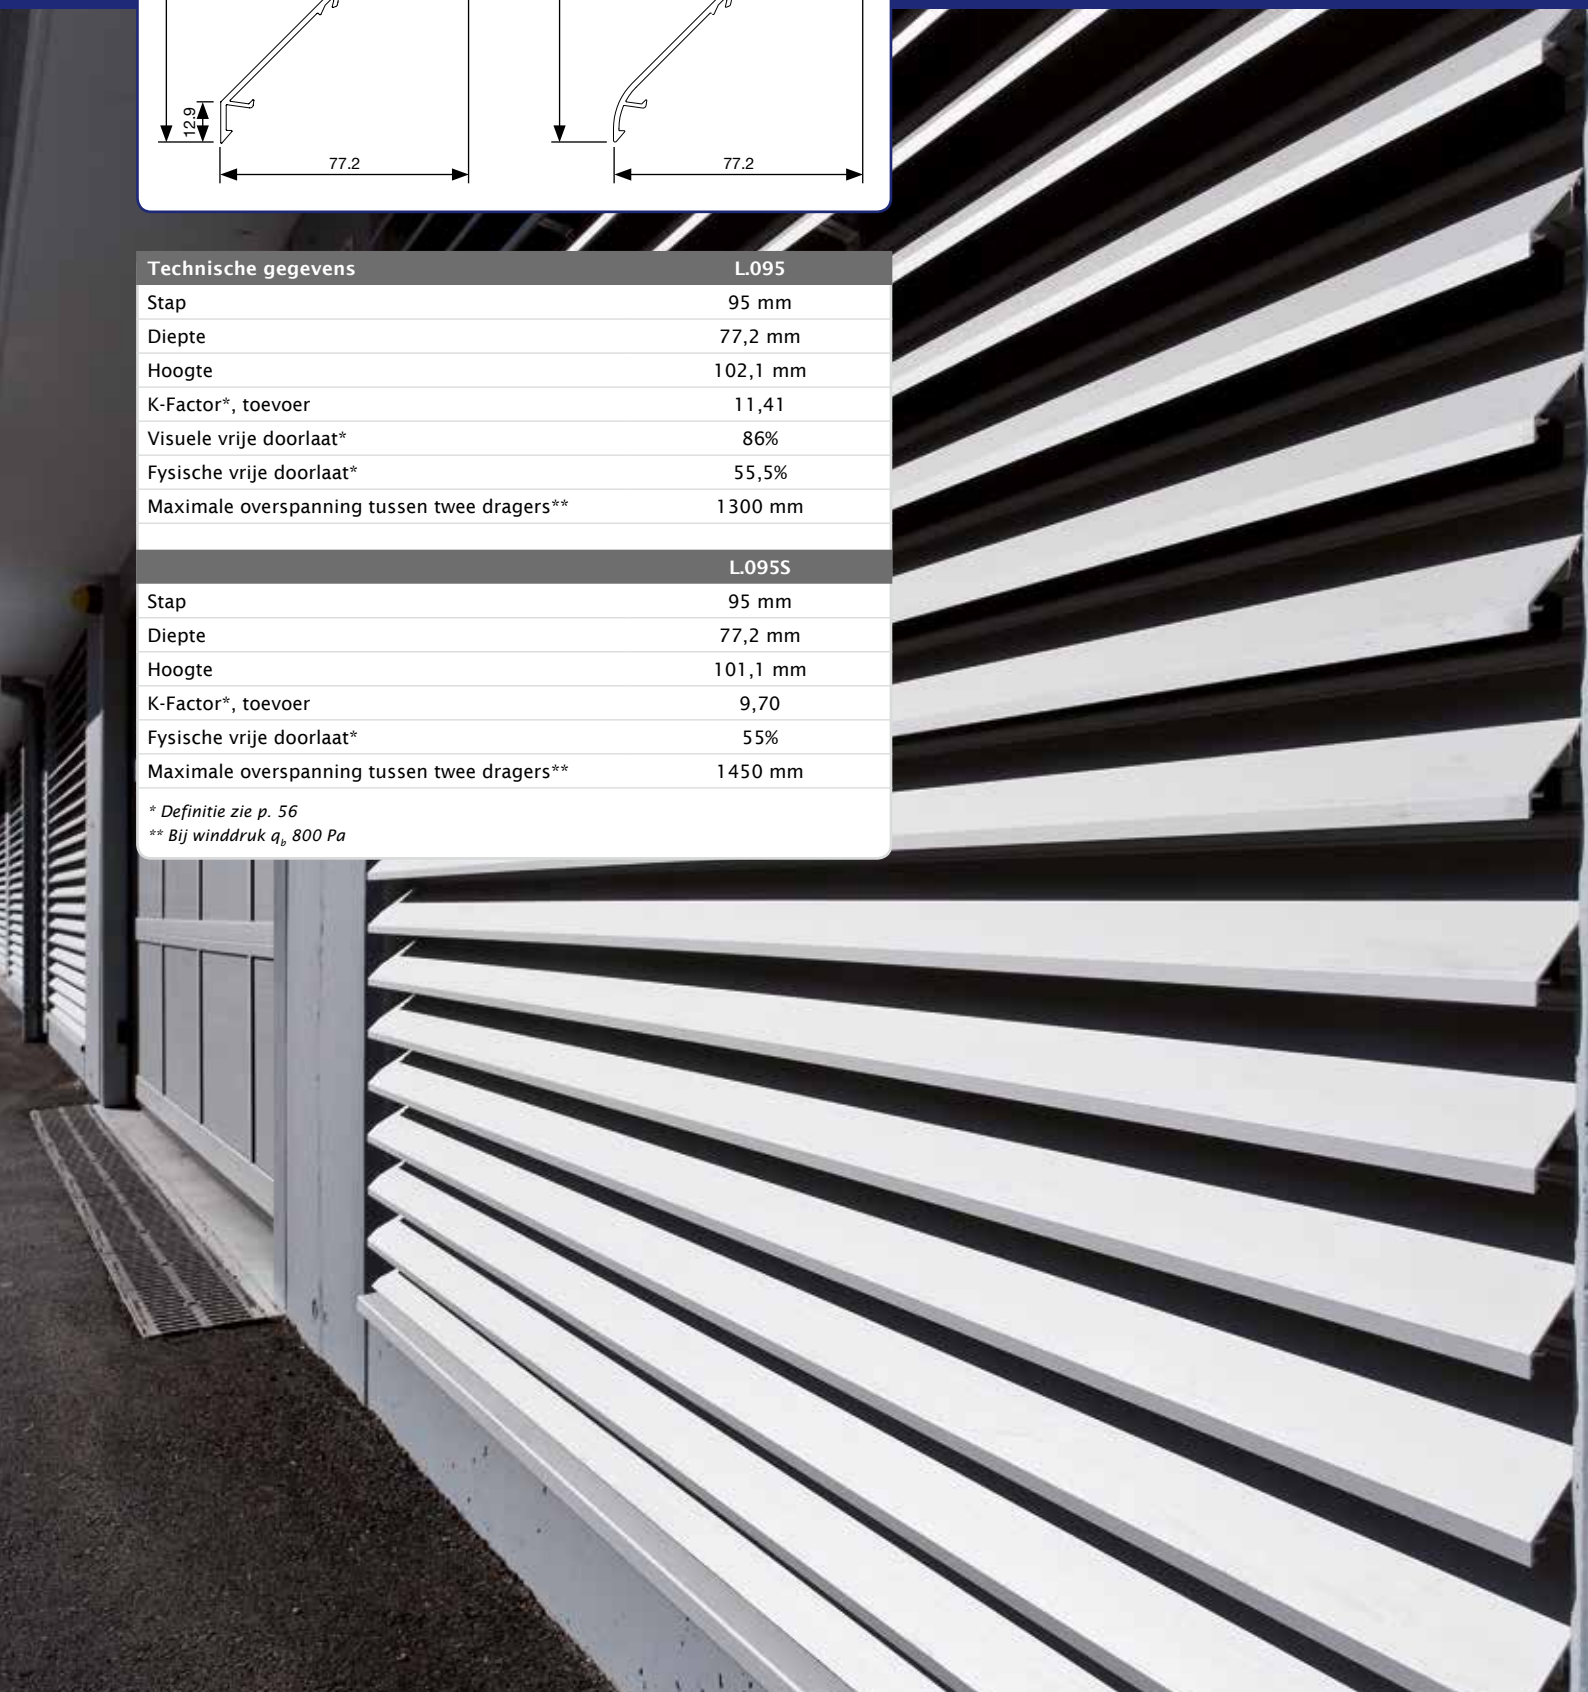 12.9
77.2 77.2
Technische gegevens L.095
Stap 95 mm
Diepte 77,2 mm
Hoogte 102,1 mm
K-Factor*, toevoer 11,41
Visuele vrije doorlaat* 86%
Fysische vrije doorlaat* 55,5%
Maximale overspanning tussen twee dragers** 1300 mm
L.095S
Stap 95 mm
Diepte 77,2 mm
Hoogte 101,1 mm
K-Factor*, toevoer 9,70
Fysische vrije doorlaat* 55%
Maximale overspanning tussen twee dragers** 1450 mm
* Definitie zie p. 56
** Bij winddruk qb 800 Pa